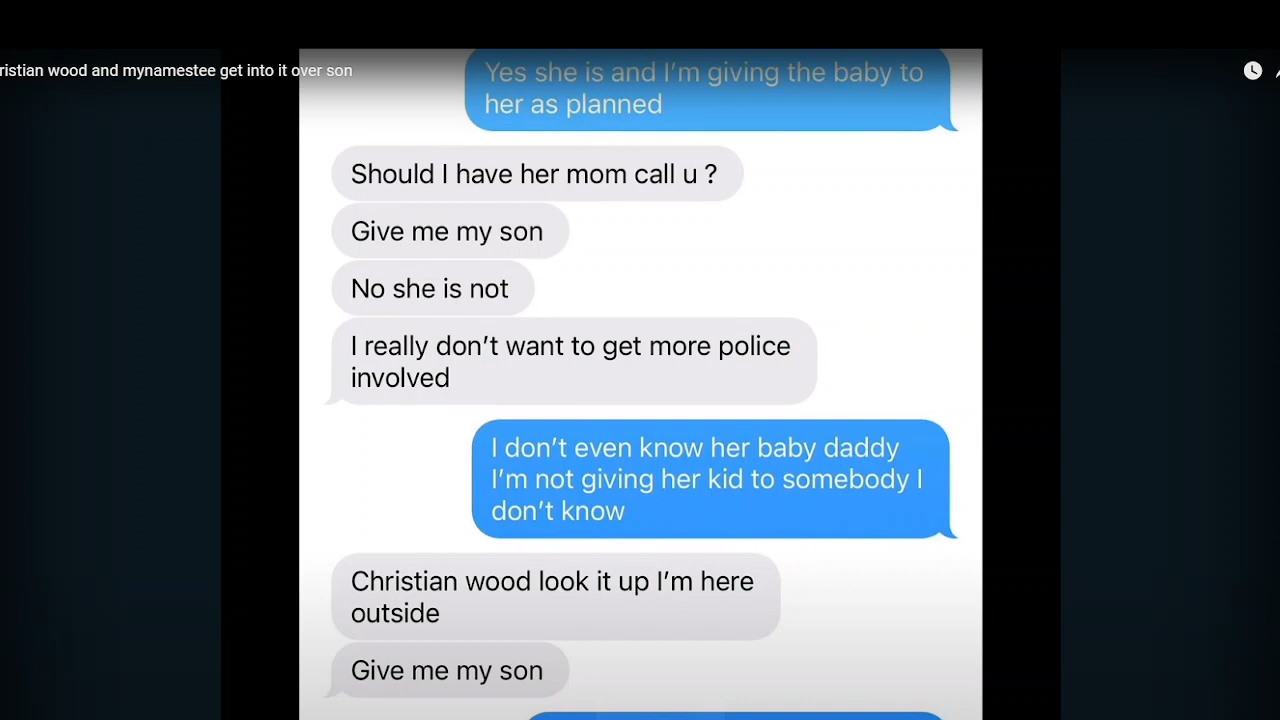 ristian wood and mynamestee get into it over son
Yes she is and I'm giving the baby to
her as planned
Should I have her mom call u ?
Give me my son
No she is not
I really don't want to get more police
involved
I don't even know her baby daddy
I'm not giving her kid to somebody I
don't know
Christian wood look it up I'm here
outside
Give me my son